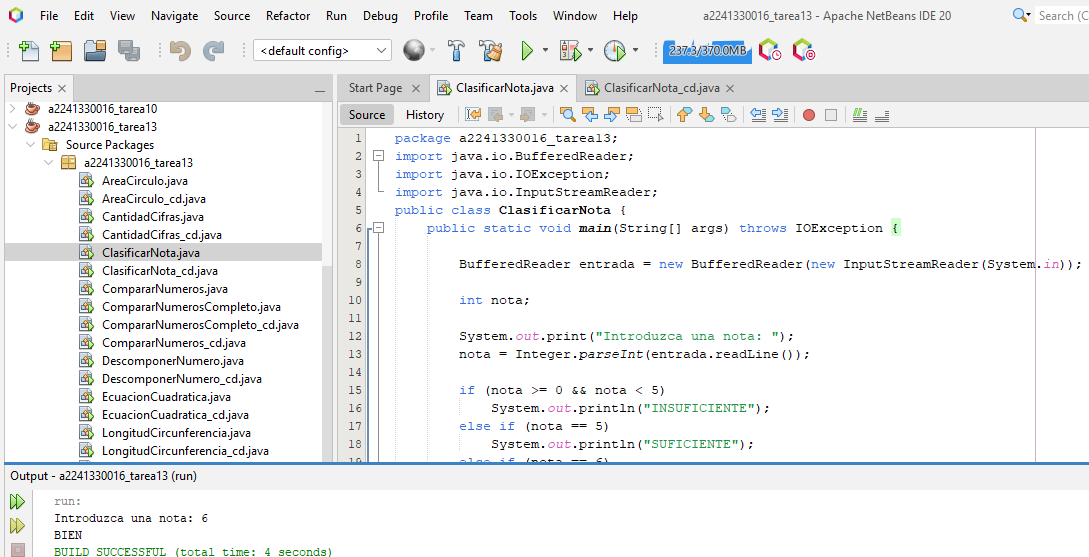 File Edit View Navigate Source Refactor Run Debug Profile Team Tools Window Help a2241330016_tarea13 - Apache NetBeans IDE 20 Search (C
<default config> 237.3/370.0MB
Projects
a2241330016_tarea10
a2241330016_tarea13
Source Packages
a2241330016_tarea13
AreaCirculo.java
AreaCirculo_cd.java
CantidadCifras.java
CantidadCifras_cd.java
ClasificarNota.java
ClasificarNota_cd.java
CompararNumeros.java
CompararNumerosCompleto.java
CompararNumerosCompleto_cd.java
CompararNumeros_cd.java
DescomponerNumero.java
DescomponerNumero_cd.java
EcuacionCuadratica.java
EcuacionCuadratica_cd.java
LongitudCircunferencia.java
LongitudCircunferencia_cd.java
Start Page ClasificarNota.java ClasificarNota_cd.java
Source History
1 package a2241330016_tarea13;
2 import java.io.BufferedReader;
3 import java.io.IOException;
4 import java.io.InputStreamReader;
5 public class ClasificarNota {
6 public static void main(String[] args) throws IOException {
7
8 BufferedReader entrada = new BufferedReader(new InputStreamReader(System.in));
9
10 int nota;
11
12 System.out.print("Introduzca una nota: ");
13 nota = Integer.parseInt(entrada.readLine());
14
15 if (nota >= 0 && nota < 5)
16 System.out.println("INSUFICIENTE");
17 else if (nota == 5)
18 System.out.println("SUFICIENTE");
19 else if (nota == 6)
Output - a2241330016_tarea13 (run)
run:
Introduzca una nota: 6
BIEN
BUILD SUCCESSFUL (total time: 4 seconds)